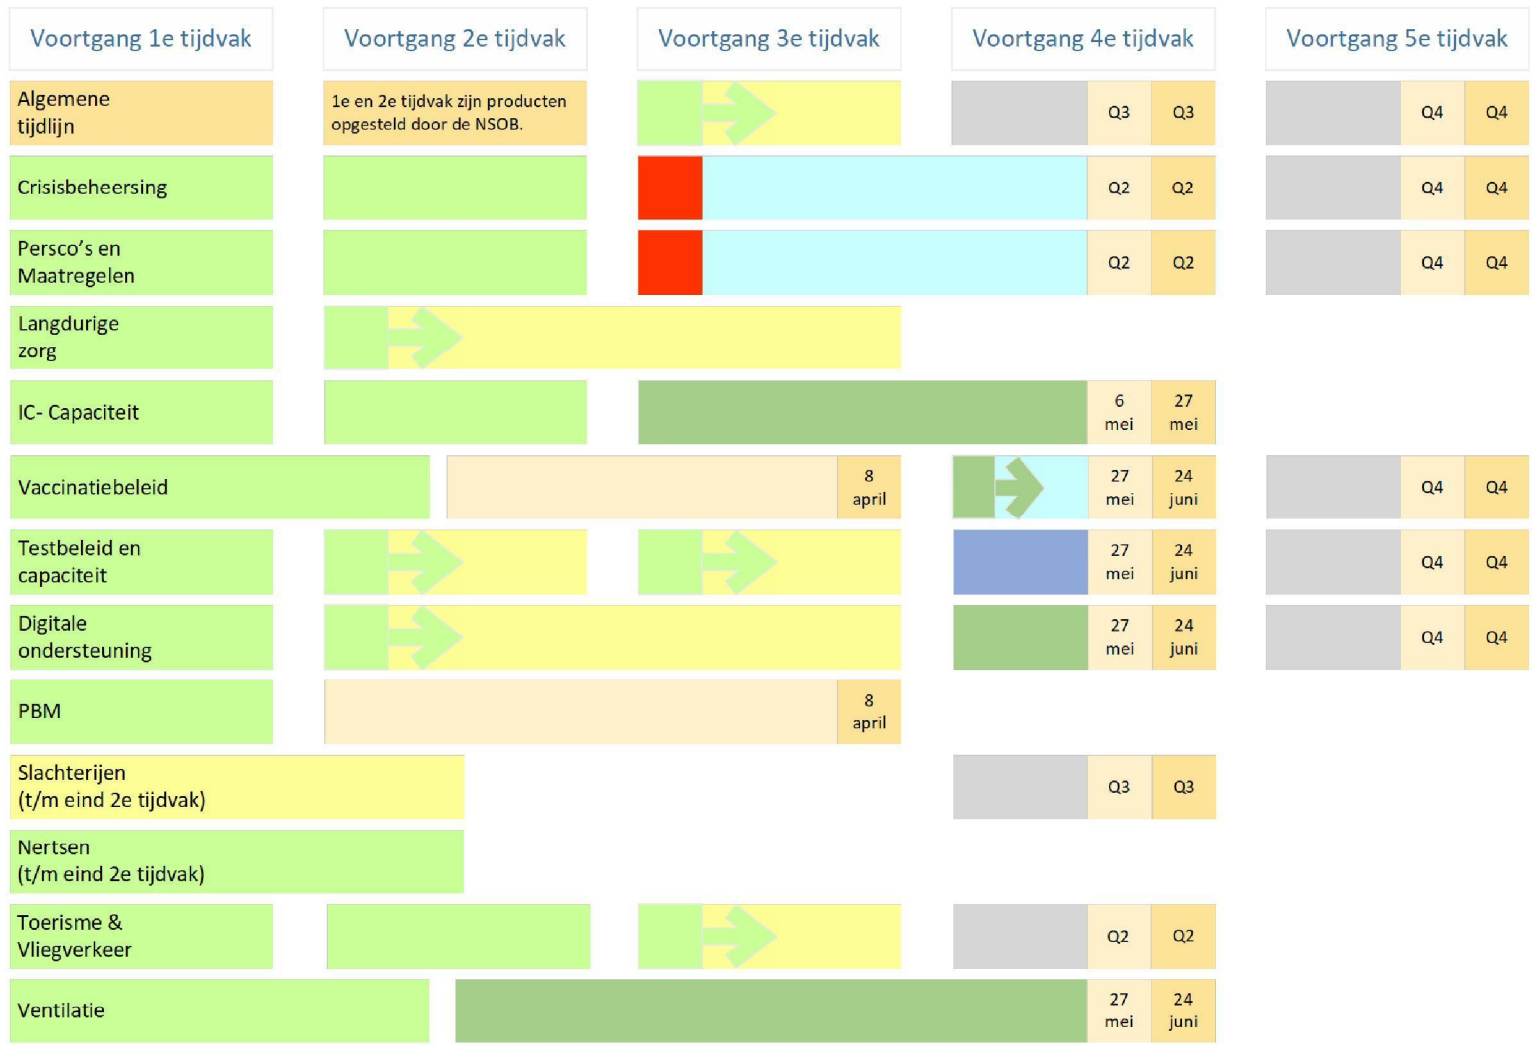 Voortgang 1e tijdvak
Voortgang 2e tijdvak
Voortgang 3e tijdvak
Voortgang 4e tijdvak
Voortgang 5e tijdvak
Algemene
tijdlijn
1e en 2e tijdvak zijn producten
opgesteld door de NSOB.
Q3
Q3
Q4
Q4
Crisisbeheersing
Q2
Q2
Q4
Q4
Persco's en
Maatregelen
Q2
Q2
Q4
Q4
Langdurige
zorg
IC- Capaciteit
6
mei
27
mei
Vaccinatiebeleid
8
april
27
mei
24
juni
Q4
Q4
Testbeleid en
capaciteit
27
mei
24
juni
Q4
Q4
Digitale
ondersteuning
27
mei
24
juni
Q4
Q4
PBM
8
april
Slachterijen
(t/m eind 2e tijdvak)
Q3
Q3
Nertsen
(t/m eind 2e tijdvak)
Toerisme &
Vliegverkeer
Q2
Q2
Ventilatie
27
mei
24
juni